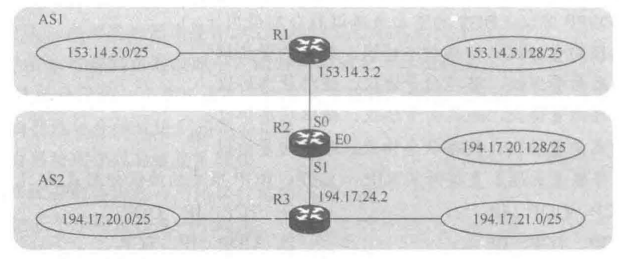 AS1
R1
153.14.5.0/25
153.14.5.128/25
153.14.3.2
R2
S0
E0
194.17.20.128/25
S1
AS2
R3
194.17.24.2
194.17.20.0/25
194.17.21.0/25